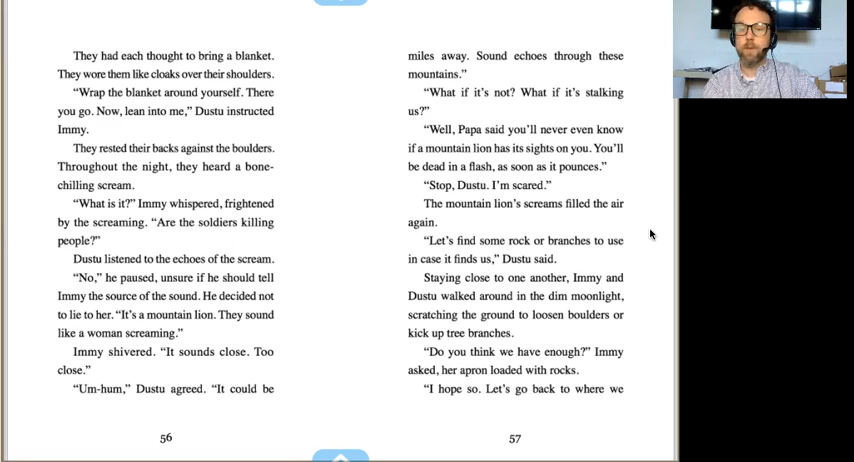 They had each thought to bring a blanket.
They wore them like cloaks over their shoulders.
“Wrap the blanket around yourself. There
you go. Now, lean into me,” Dustu instructed
Immy.
They rested their backs against the boulders.
Throughout the night, they heard a bone-
chilling scream.
“What is it?” Immy whispered, frightened
by the screaming. “Are the soldiers killing
people?”
Dustu listened to the echoes of the scream.
“No,” he paused, unsure if he should tell
Immy the source of the sound. He decided not
to lie to her. “It’s a mountain lion. They sound
like a woman screaming.”
Immy shivered. “It sounds close. Too
close.”
“Um-hum,” Dustu agreed. “It could be
56
miles away. Sound echoes through these
mountains.”
“What if it’s not? What if it’s stalking
us?”
“Well, Papa said you’ll never even know
if a mountain lion has its sights on you. You’ll
be dead in a flash, as soon as it pounces.”
“Stop, Dustu. I’m scared.”
The mountain lion’s screams filled the air
again.
“Let’s find some rock or branches to use
in case it finds us,” Dustu said.
Staying close to one another, Immy and
Dustu walked around in the dim moonlight,
scratching the ground to loosen boulders or
kick up tree branches.
“Do you think we have enough?” Immy
asked, her apron loaded with rocks.
“I hope so. Let’s go back to where we
57